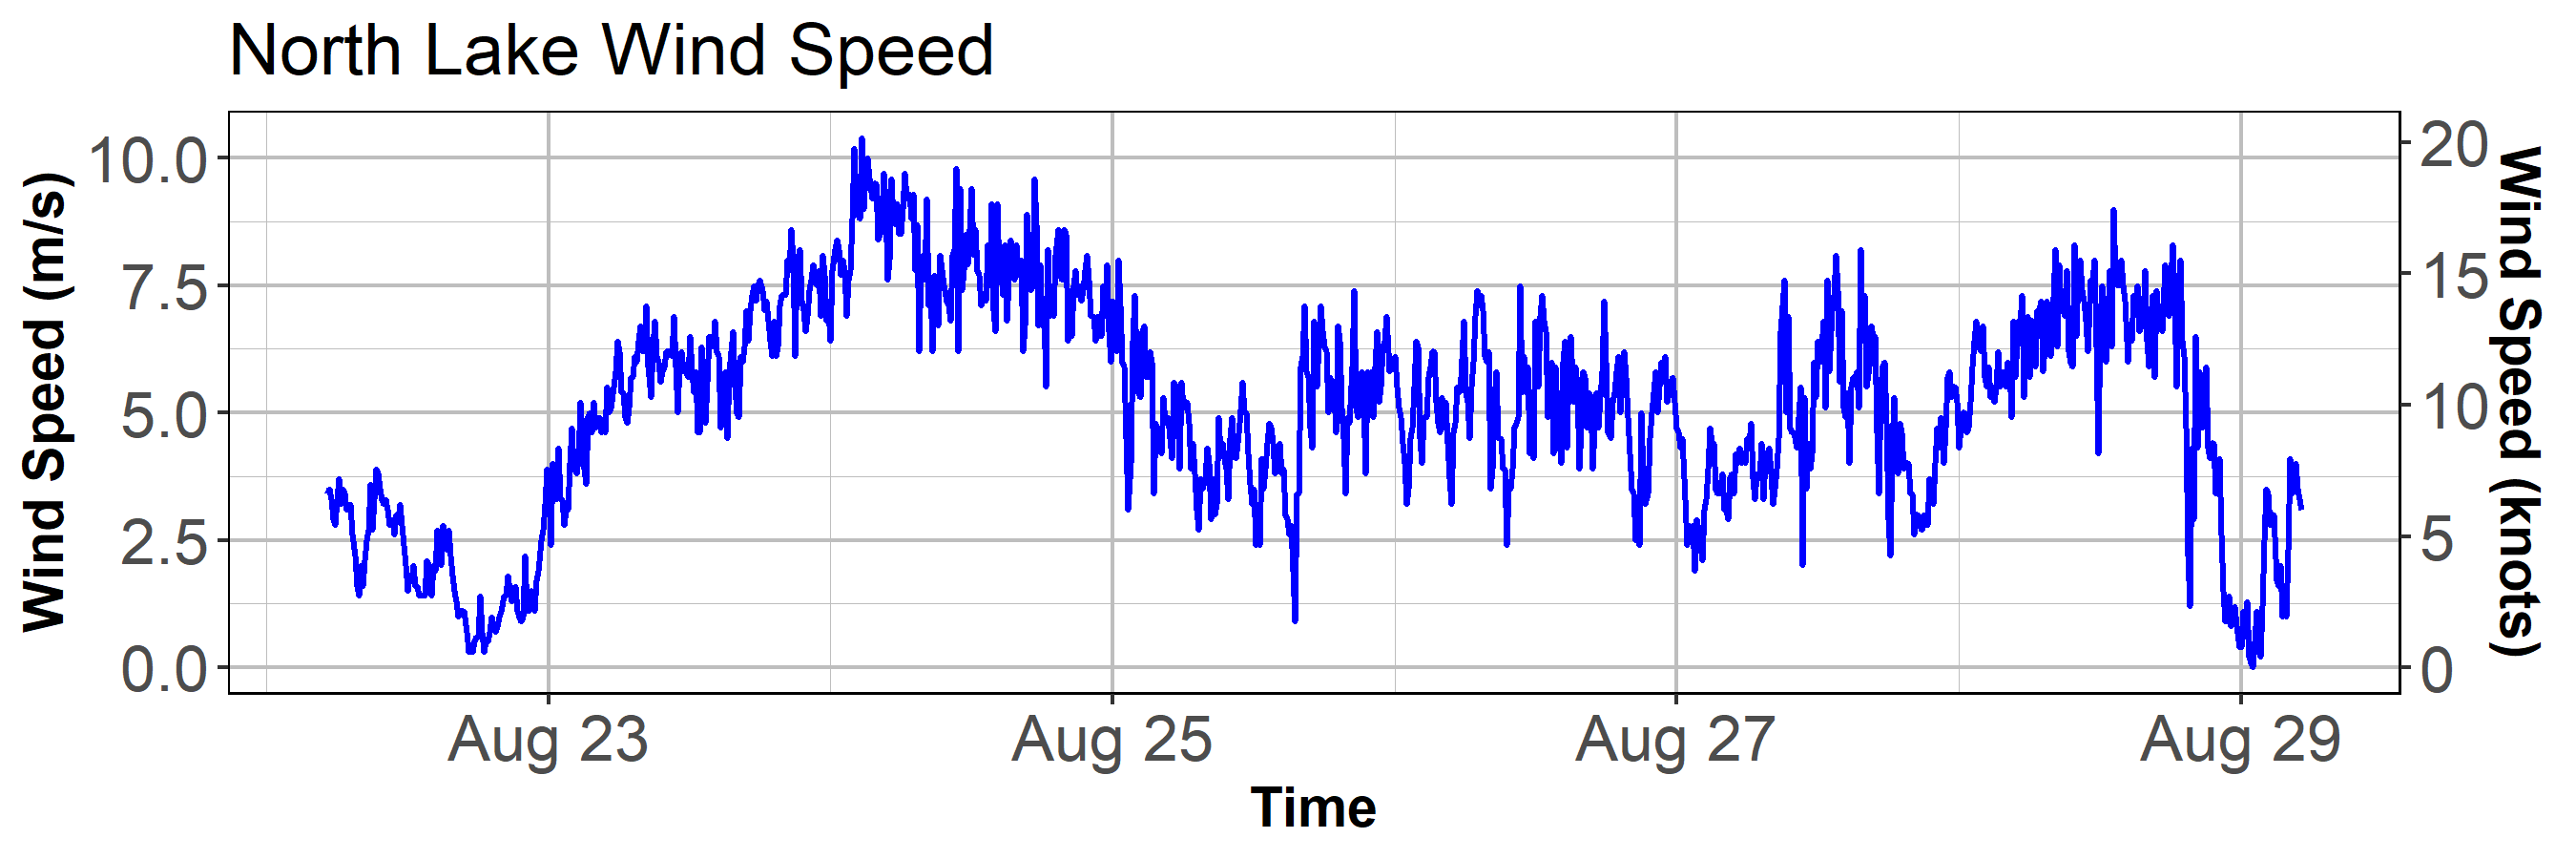 North Lake Wind Speed
Wind Speed (m/s)
10.0
7.5
5.0
2.5
0.0
20
15
10
5
0
Wind Speed (knots)
Aug 23
Aug 25
Aug 27
Aug 29
Time